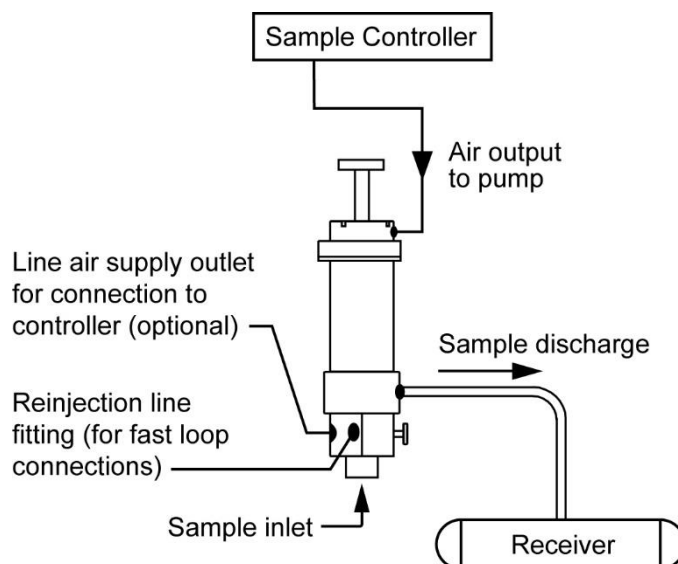 Sample Controller
Air output
to pump
Line air supply outlet
for connection to
controller (optional)
Sample discharge
Reinjection line
fitting (for fast loop
connections)
Sample inlet
Receiver